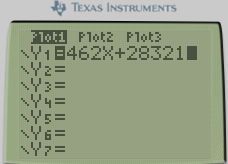 TEXAS INSTRUMENTS
Plot1 Plot2 Plot3
\Y1=462X+28321
\Y2=
\Y3=
\Y4=
\Y5=
\Y6=
\Y7=